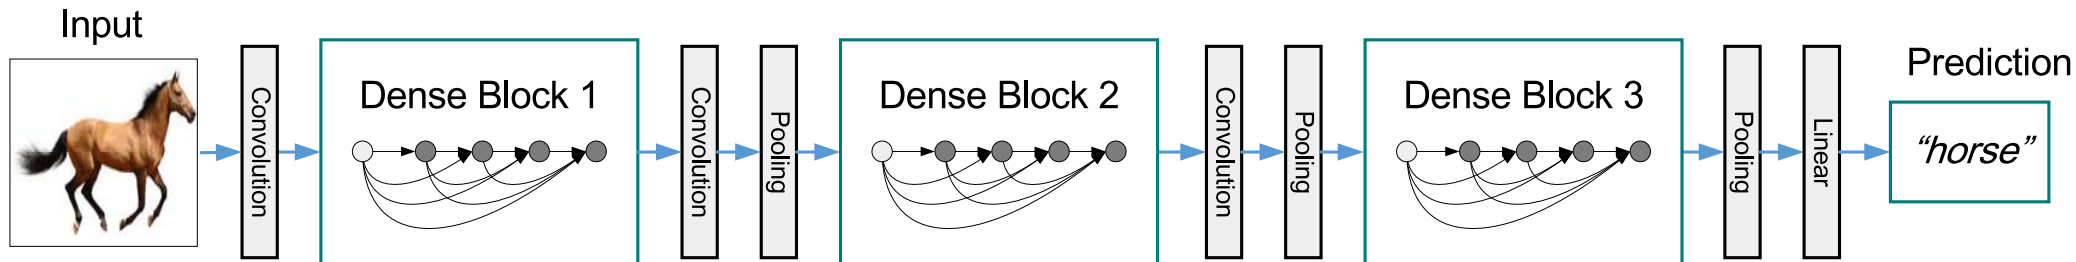 Input
Convolution
Dense Block 1
Convolution
Pooling
Dense Block 2
Convolution
Pooling
Dense Block 3
Pooling
Linear
Prediction
“horse”